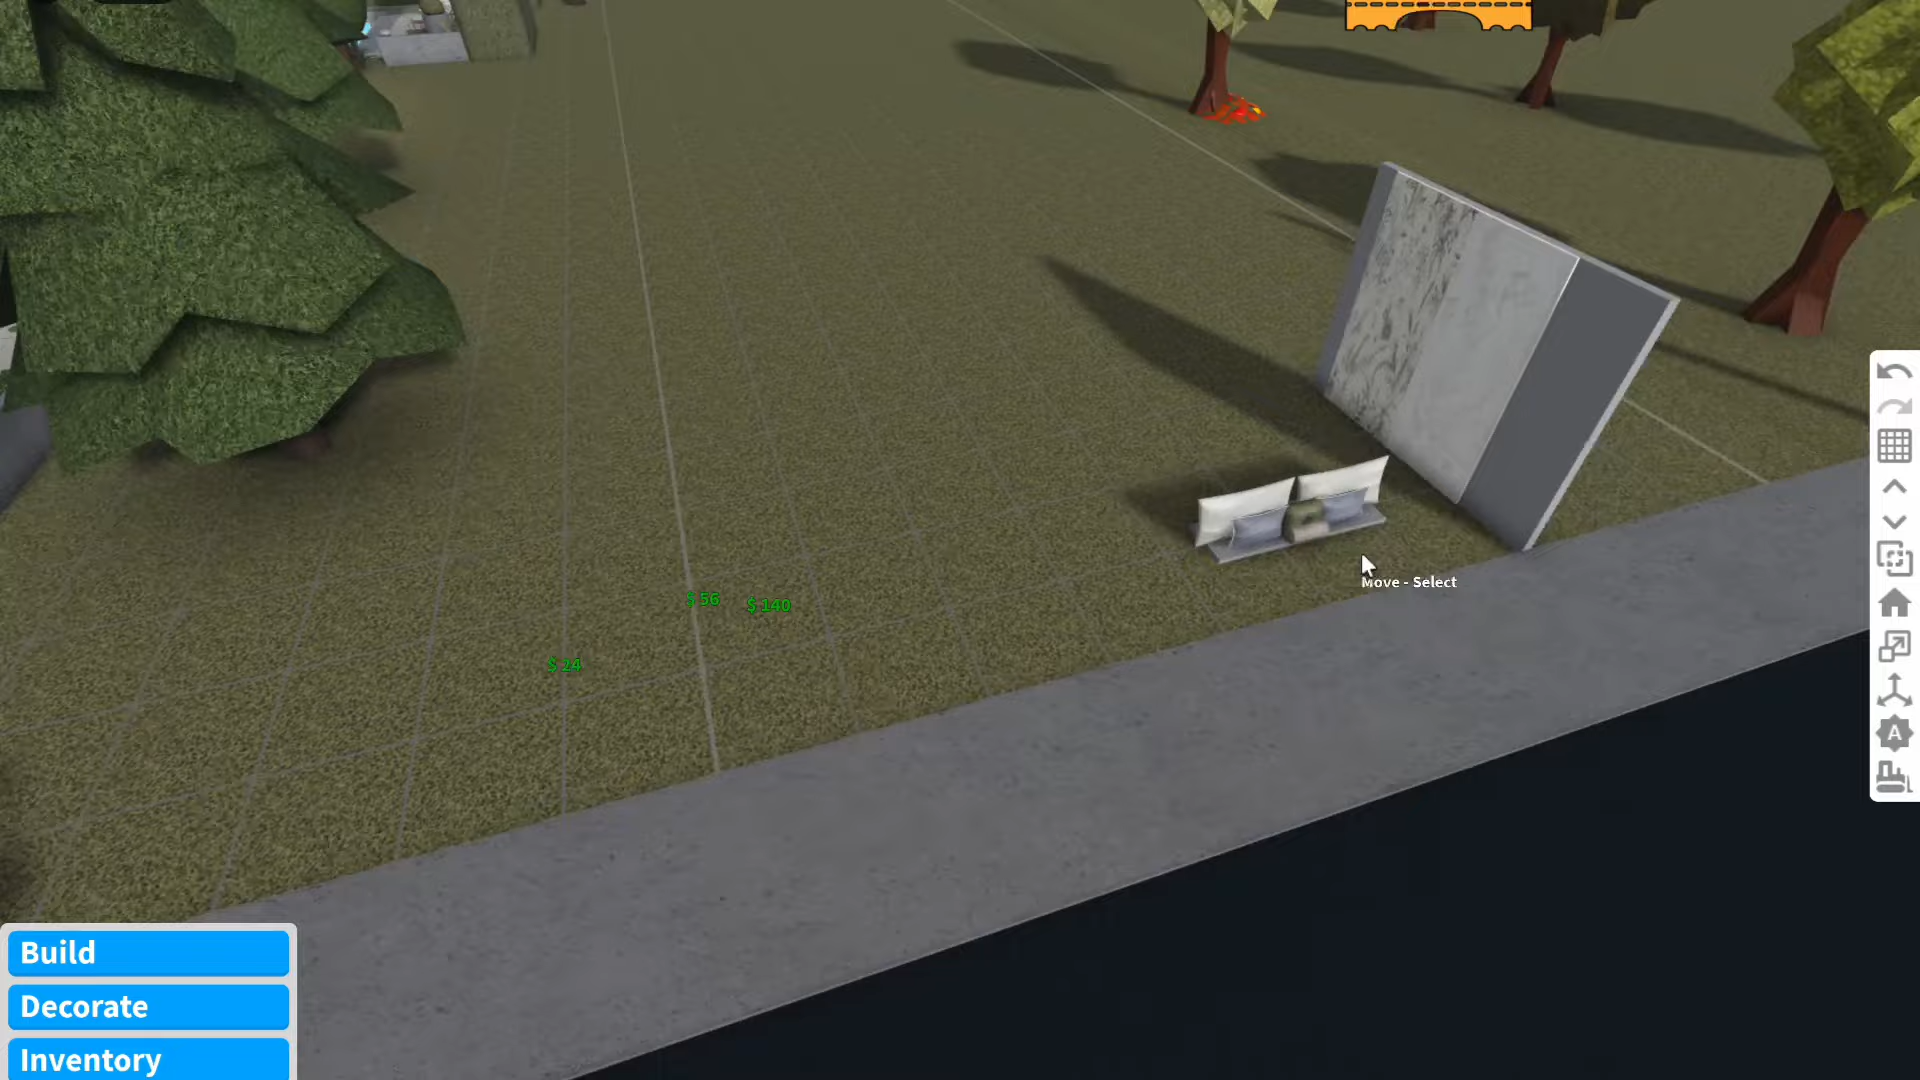 Move - Select
$ 56
$ 140
$ 24
A
Build
Decorate
Inventory